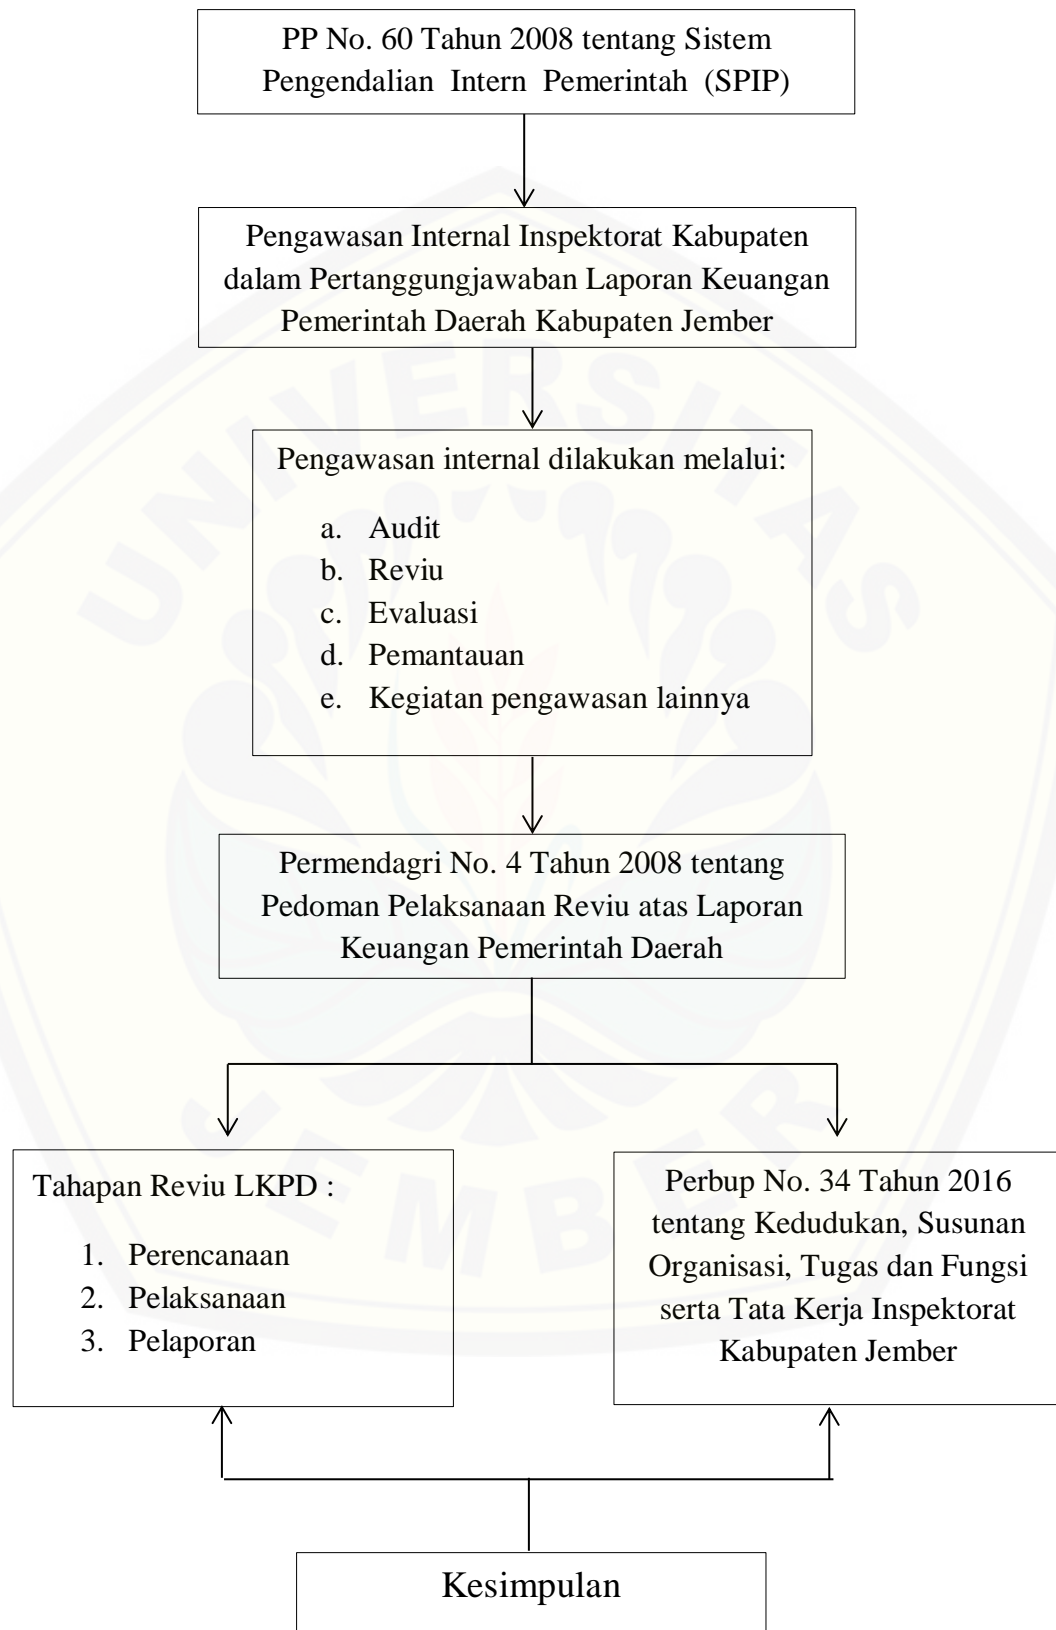 PP No. 60 Tahun 2008 tentang Sistem
Pengendalian Intern Pemerintah (SPIP)
Pengawasan Internal Inspektorat Kabupaten
dalam Pertanggungjawaban Laporan Keuangan
Pemerintah Daerah Kabupaten Jember
Pengawasan internal dilakukan melalui:
a. Audit
b. Reviu
c. Evaluasi
d. Pemantauan
e. Kegiatan pengawasan lainnya
Permendagri No. 4 Tahun 2008 tentang
Pedoman Pelaksanaan Reviu atas Laporan
Keuangan Pemerintah Daerah
Tahapan Reviu LKPD :
1. Perencanaan
2. Pelaksanaan
3. Pelaporan
Perbup No. 34 Tahun 2016
tentang Kedudukan, Susunan
Organisasi, Tugas dan Fungsi
serta Tata Kerja Inspektorat
Kabupaten Jember
Kesimpulan
UNIVERSITAS
JEMBER